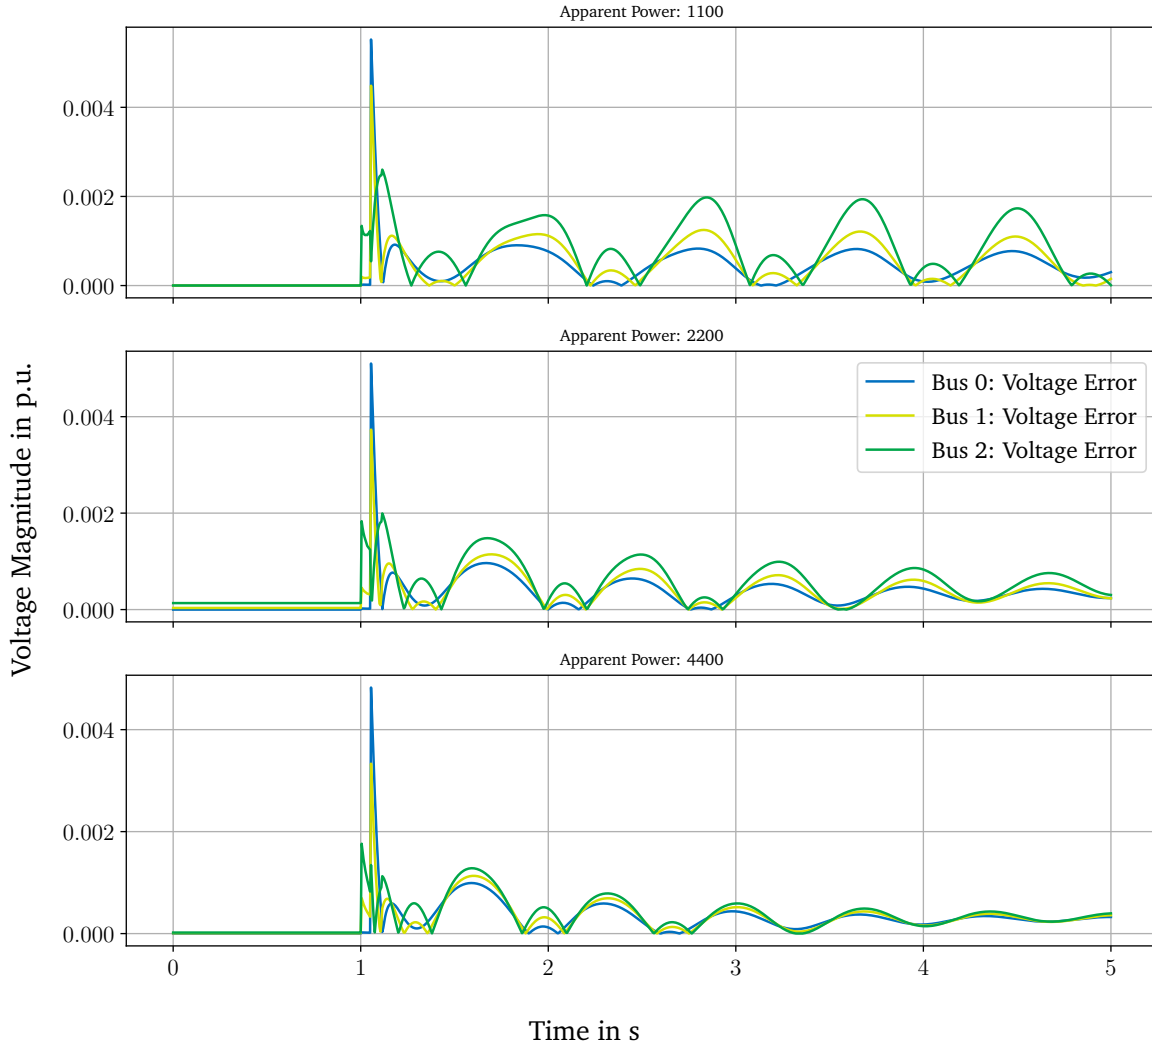 Apparent Power: 1100
0.004
0.002
0.000
Apparent Power: 2200
0.004
0.002
0.000
Bus 0: Voltage Error
Bus 1: Voltage Error
Bus 2: Voltage Error
Voltage Magnitude in p.u.
Apparent Power: 4400
0.004
0.002
0.000
0 1 2 3 4 5
Time in s